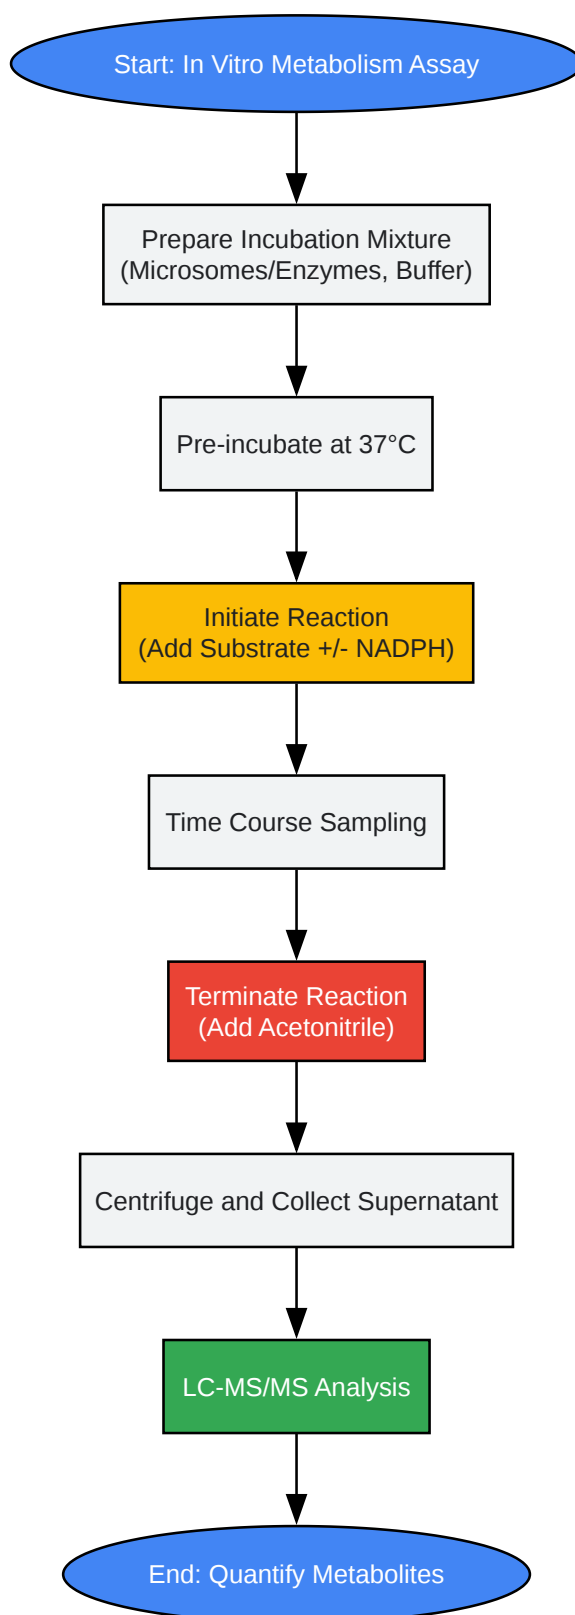 Start: In Vitro Metabolism Assay
Prepare Incubation Mixture
(Microsomes/Enzymes, Buffer)
Pre-incubate at 37°C
Initiate Reaction
(Add Substrate +/- NADPH)
Time Course Sampling
Terminate Reaction
(Add Acetonitrile)
Centrifuge and Collect Supernatant
LC-MS/MS Analysis
End: Quantify Metabolites